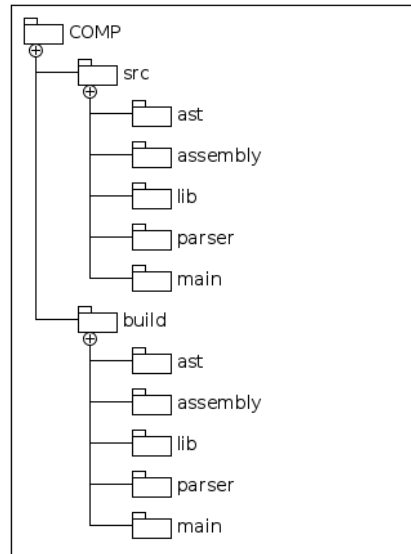 COMP
src
ast
assembly
lib
parser
main
build
ast
assembly
lib
parser
main